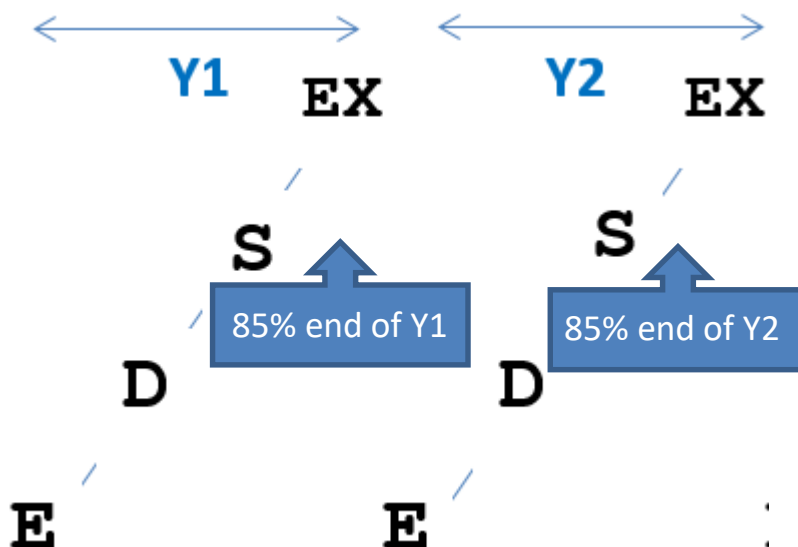 Y1 Y2
EX EX
S S
85% end of Y1 85% end of Y2
D D
E E